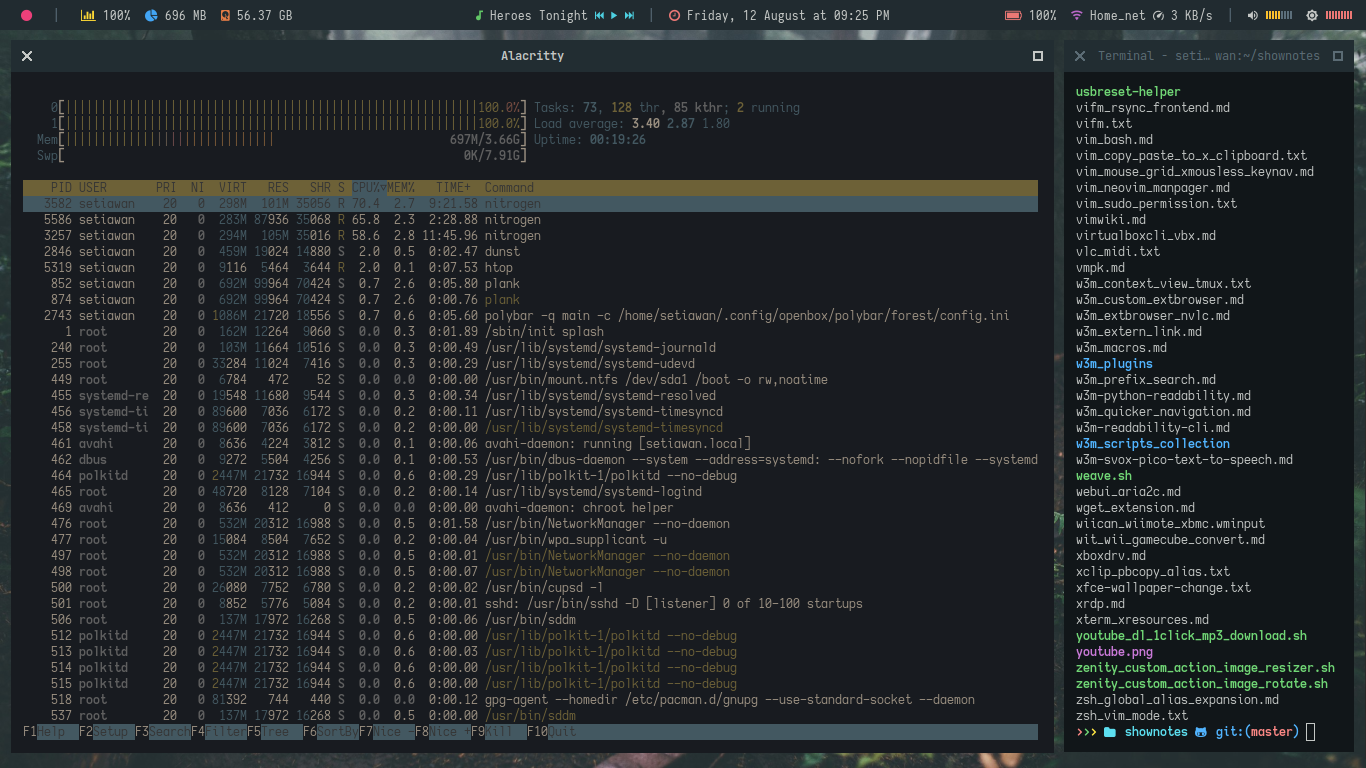 100% 696 MB 56.37 GB Heroes Tonight Friday, 12 August at 09:25 PM 100% Home_net 3 KB/s
Alacritty
0[100.0%] Tasks: 73, 128 thr, 85 kthr; 2 running
1[100.0%] Load average: 3.40 2.87 1.80
Mem[697M/3.66G] Uptime: 00:19:26
Swp[0K/7.91G]
PID USER PRI NI VIRT RES SHR S CPU%▽MEM% TIME+ Command
3582 setiawan 20 0 298M 101M 35056 R 70.4 2.7 9:21.58 nitrogen
5586 setiawan 20 0 283M 87936 35068 R 65.8 2.3 2:28.88 nitrogen
3257 setiawan 20 0 294M 105M 35016 R 58.6 2.8 11:45.96 nitrogen
2846 setiawan 20 0 459M 19024 14880 S 2.0 0.5 0:02.47 dunst
5319 setiawan 20 0 9116 5464 3644 R 2.0 0.1 0:07.53 htop
852 setiawan 20 0 692M 99964 70424 S 0.7 2.6 0:05.80 plank
874 setiawan 20 0 692M 99964 70424 S 0.7 2.6 0:00.76 plank
2743 setiawan 20 0 1086M 21720 18556 S 0.7 0.6 0:05.60 polybar -q main -c /home/setiawan/.config/openbox/polybar/forest/config.ini
1 root 20 0 162M 12264 9060 S 0.0 0.3 0:01.89 /sbin/init splash
240 root 20 0 103M 11664 10516 S 0.0 0.3 0:00.49 /usr/lib/systemd/systemd-journald
255 root 20 0 33284 11024 7416 S 0.0 0.3 0:00.29 /usr/lib/systemd/systemd-udevd
449 root 20 0 6784 472 52 S 0.0 0.0 0:00.00 /usr/bin/mount.ntfs /dev/sda1 /boot -o rw,noatime
455 systemd-re 20 0 19548 11680 9544 S 0.0 0.3 0:00.34 /usr/lib/systemd/systemd-resolved
456 systemd-ti 20 0 89600 7036 6172 S 0.0 0.2 0:00.11 /usr/lib/systemd/systemd-timesyncd
458 systemd-ti 20 0 89600 7036 6172 S 0.0 0.2 0:00.00 /usr/lib/systemd/systemd-timesyncd
461 avahi 20 0 8636 4224 3812 S 0.0 0.1 0:00.06 avahi-daemon: running [setiawan.local]
462 dbus 20 0 9272 5504 4256 S 0.0 0.1 0:00.53 /usr/bin/dbus-daemon --system --address=systemd: --nofork --nopidfile --systemd
464 polkitd 20 0 2447M 21732 16944 S 0.0 0.6 0:00.29 /usr/lib/polkit-1/polkitd --no-debug
465 root 20 0 48720 8128 7104 S 0.0 0.2 0:00.14 /usr/lib/systemd/systemd-logind
469 avahi 20 0 8636 412 0 S 0.0 0.0 0:00.00 avahi-daemon: chroot helper
476 root 20 0 532M 20312 16988 S 0.0 0.5 0:01.58 /usr/bin/NetworkManager --no-daemon
477 root 20 0 15084 8504 7652 S 0.0 0.2 0:00.04 /usr/bin/wpa_supplicant -u
497 root 20 0 532M 20312 16988 S 0.0 0.5 0:00.01 /usr/bin/NetworkManager --no-daemon
498 root 20 0 532M 20312 16988 S 0.0 0.5 0:00.07 /usr/bin/NetworkManager --no-daemon
500 root 20 0 26080 7752 6780 S 0.0 0.2 0:00.02 /usr/bin/cupsd -l
501 root 20 0 8852 5776 5084 S 0.0 0.2 0:00.01 sshd: /usr/bin/sshd -D [listener] 0 of 10-100 startups
506 root 20 0 137M 17972 16268 S 0.0 0.5 0:00.06 /usr/bin/sddm
512 polkitd 20 0 2447M 21732 16944 S 0.0 0.6 0:00.00 /usr/lib/polkit-1/polkitd --no-debug
513 polkitd 20 0 2447M 21732 16944 S 0.0 0.6 0:00.03 /usr/lib/polkit-1/polkitd --no-debug
514 polkitd 20 0 2447M 21732 16944 S 0.0 0.6 0:00.00 /usr/lib/polkit-1/polkitd --no-debug
515 polkitd 20 0 2447M 21732 16944 S 0.0 0.6 0:00.00 /usr/lib/polkit-1/polkitd --no-debug
518 root 20 0 81392 744 440 S 0.0 0.0 0:00.12 gpg-agent --homedir /etc/pacman.d/gnupg --use-standard-socket --daemon
537 root 20 0 137M 17972 16268 S 0.0 0.5 0:00.00 /usr/bin/sddm
F1Help F2Setup F3Search F4Filter F5Tree F6SortBy F7Nice - F8Nice + F9Kill F10Quit
Terminal - seti… wan:~/shownotes
usbreset-helper
vifm_rsync_frontend.md
vifm.txt
vim_bash.md
vim_copy_paste_to_x_clipboard.txt
vim_mouse_grid_xmousless_keynav.md
vim_neovim_manpager.md
vim_sudo_permission.txt
vimwiki.md
virtualboxcli_vbx.md
vlc_midi.txt
vmpk.md
w3m_context_view_tmux.txt
w3m_custom_extbrowser.md
w3m_extbrowser_nvlc.md
w3m_extern_link.md
w3m_macros.md
w3m_plugins
w3m_prefix_search.md
w3m-python-readability.md
w3m_quicker_navigation.md
w3m-readability-cli.md
w3m_scripts_collection
w3m-svox-pico-text-to-speech.md
weave.sh
webui_aria2c.md
wget_extension.md
wiican_wiimote_xbmc.wminput
wit_wii_gamecube_convert.md
xboxdrv.md
xclip_pbcopy_alias.txt
xfce-wallpaper-change.txt
xrdp.md
xterm_xresources.md
youtube_dl_1click_mp3_download.sh
youtube.png
zenity_custom_action_image_resizer.sh
zenity_custom_action_image_rotate.sh
zsh_global_alias_expansion.md
zsh_vim_mode.txt
››› shownotes git:(master)